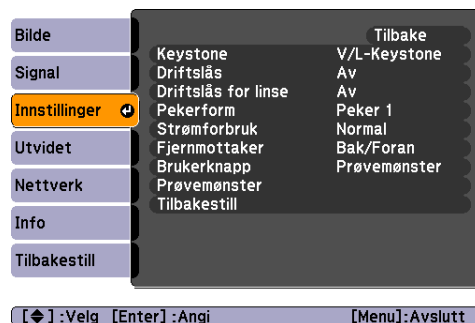 Bilde
Signal
Innstillinger
Utvidet
Nettverk
Info
Tilbakestill
Tilbake
Keystone V/L-Keystone
Driftslås Av
Driftslås for linse Av
Pekerform Peker 1
Strømforbruk Normal
Fjernmottaker Bak/Foran
Brukerknapp Prøvemønster
Prøvemønster
Tilbakestill
[◆] :Velg [Enter] :Angi [Menu]:Avslutt